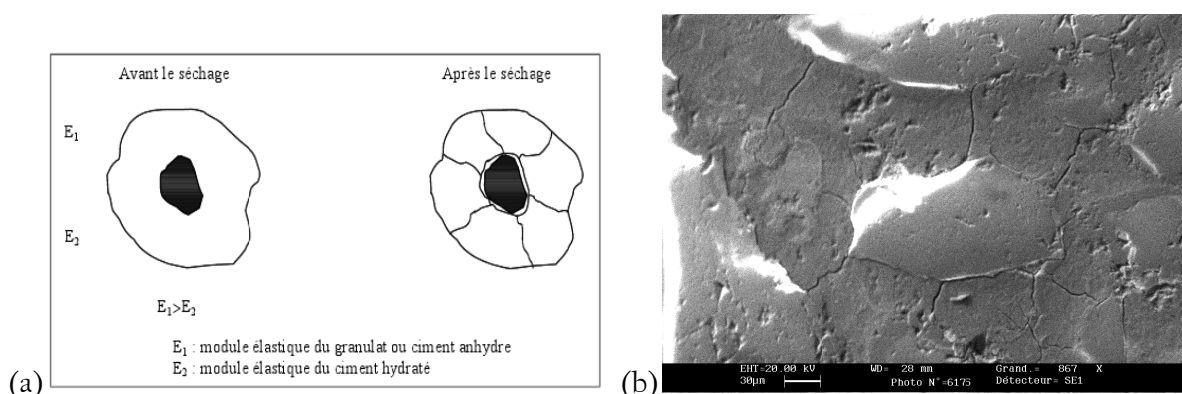 Avant le séchage
Après le séchage
E1
E2
E1>E2
E1 : module élastique du granulat ou ciment anhydre
E2 : module élastique du ciment hydraté
(a)
(b)
EHT=20.00 kV WD= 28 mm Grand.= 867 X
30µm Photo N°=6175 Détecteur= SE1